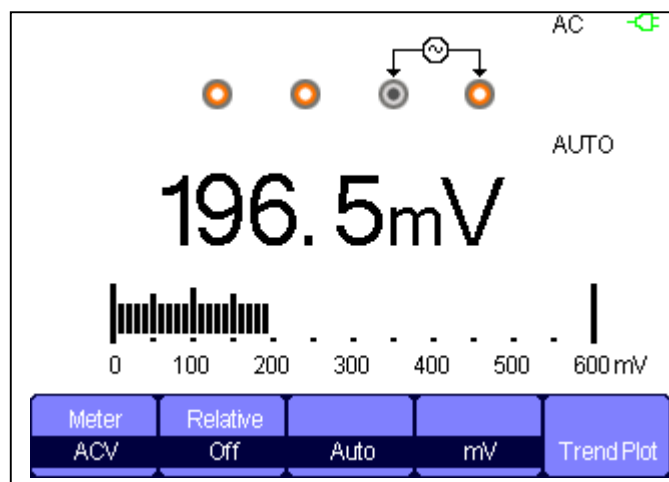 AC
AUTO
196.5mV
0 100 200 300 400 500 600 mV
Meter Relative
ACV Off Auto mV Trend Plot